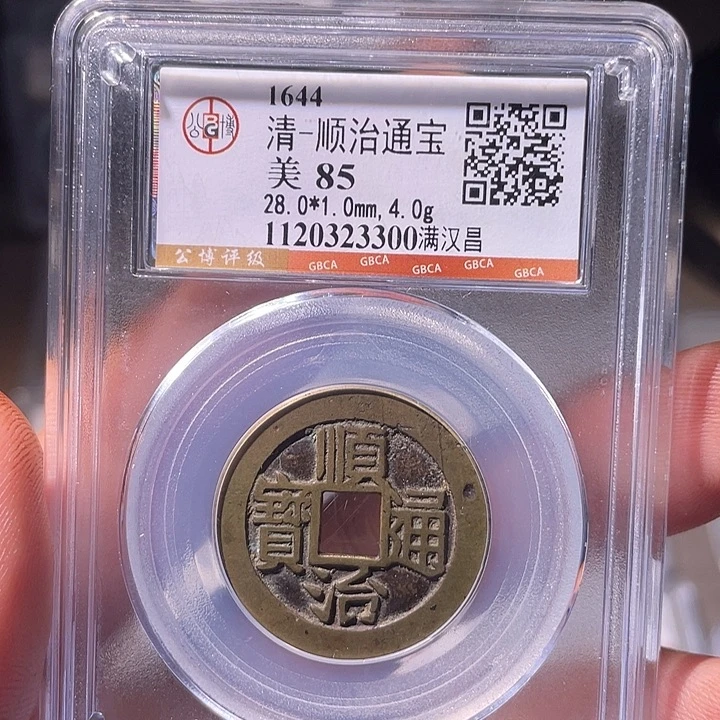 1644
清-顺治通宝
美 85
28.0*1.0mm, 4.0g
1120323300满汉昌
公博评级 GBCA GBCA GBCA GBCA GBCA
順治通寶